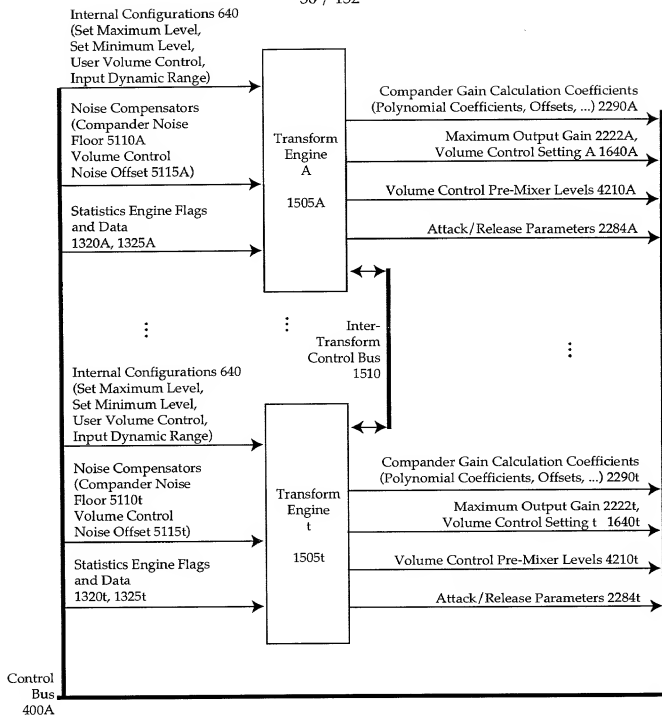 Internal Configurations 640
(Set Maximum Level,
Set Minimum Level,
User Volume Control,
Input Dynamic Range)
Noise Compensators
(Compander Noise
Floor 5110A
Volume Control
Noise Offset 5115A)
Statistics Engine Flags
and Data
1320A, 1325A
Transform
Engine
A
1505A
Compander Gain Calculation Coefficients
(Polynomial Coefficients, Offsets, ...) 2290A
Maximum Output Gain 2222A,
Volume Control Setting A 1640A
Volume Control Pre-Mixer Levels 4210A
Attack/Release Parameters 2284A
Inter-
Transform
Control Bus
1510
Internal Configurations 640
(Set Maximum Level,
Set Minimum Level,
User Volume Control,
Input Dynamic Range)
Noise Compensators
(Compander Noise
Floor 5110t
Volume Control
Noise Offset 5115t)
Statistics Engine Flags
and Data
1320t, 1325t
Transform
Engine
t
1505t
Compander Gain Calculation Coefficients
(Polynomial Coefficients, Offsets, ...) 2290t
Maximum Output Gain 2222t,
Volume Control Setting t 1640t
Volume Control Pre-Mixer Levels 4210t
Attack/Release Parameters 2284t
Control
Bus
400A